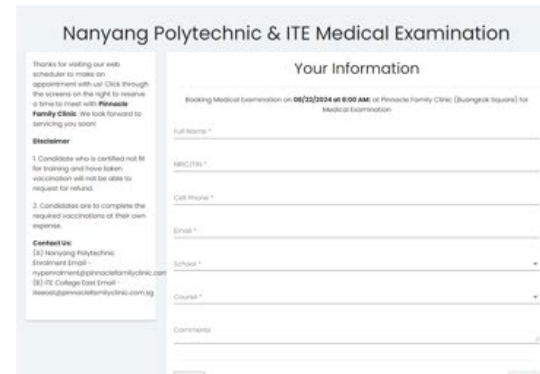 Nanyang Polytechnic & ITE Medical Examination
Thanks for visiting our web
scheduler to make an
appointment with us! Click through
the screens on the right to reserve
a time to meet with Pinnacle
Family Clinic. We look forward to
servicing you soon!
Disclaimer
1. Candidate who is certified not fit
for training and have taken
vaccination will not be able to
request for refund.
2. Candidates are to complete the
required vaccinations at their own
expense.
Contact Us:
(A) Nanyang Polytechnic
Enrolment Email -
nypenrolment@pinnaclefamilyclinic.com
(B) ITE College East Email -
iteeast@pinnaclefamilyclinic.com.sg
Your Information
Booking Medical Examination on 06/22/2024 at 8:00 AM: at Pinnacle Family Clinic (Buangkok Square) for
Medical Examination
Full Name *
NRIC/FIN *
Cell Phone *
Email *
School *
Course *
Comments